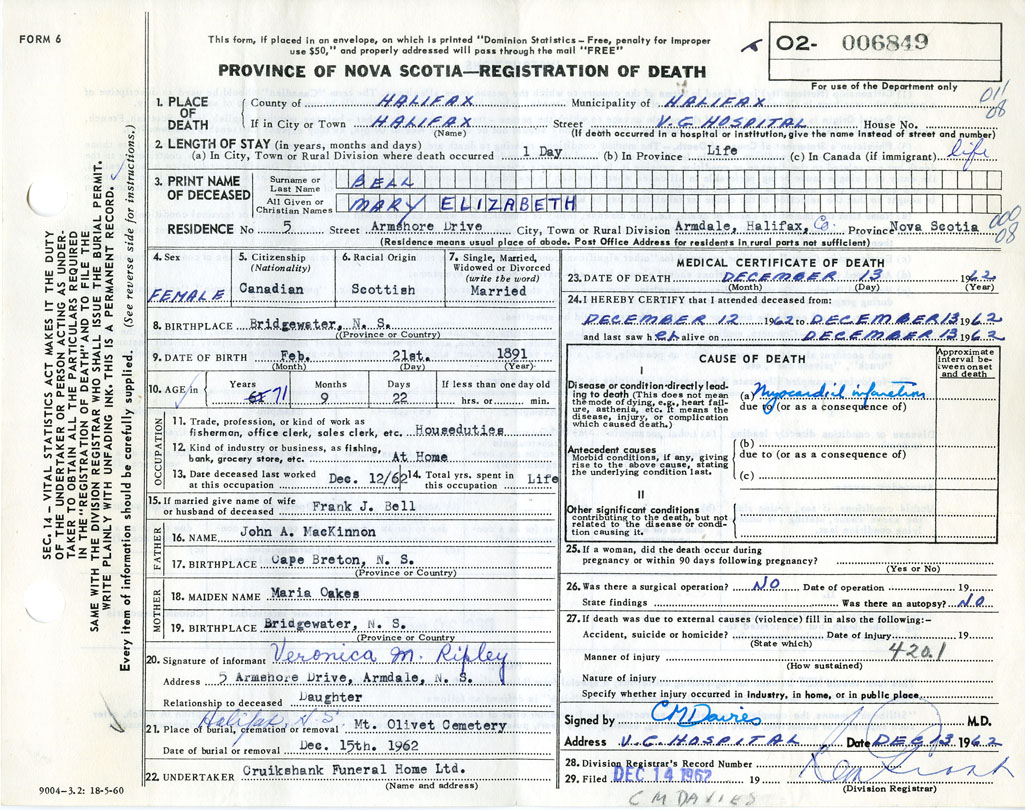 FORM 6
This form, if placed in an envelope, on which is printed "Dominion Statistics – Free, penalty for improper
use $50," and properly addressed will pass through the mail "FREE"
PROVINCE OF NOVA SCOTIA—REGISTRATION OF DEATH
O2- 006849
For use of the Department only
011
08
1. PLACE OF DEATH
County of HALIFAX Municipality of HALIFAX
If in City or Town HALIFAX Street V.G. HOSPITAL House No.
(Name) (If death occurred in a hospital or institution, give the name instead of street and number)
2. LENGTH OF STAY (in years, months and days)
(a) In City, Town or Rural Division where death occurred 1 Day (b) In Province Life (c) In Canada (if immigrant) life
3. PRINT NAME OF DECEASED
Surname or Last Name BELL
All Given or Christian Names MARY ELIZABETH
RESIDENCE No 5 Street Armshore Drive City, Town or Rural Division Armdale, Halifax, Co. Province Nova Scotia
000
08
(Residence means usual place of abode. Post Office Address for residents in rural parts not sufficient)
4. Sex FEMALE
5. Citizenship (Nationality) Canadian
6. Racial Origin Scottish
7. Single, Married, Widowed or Divorced (write the word) Married
8. BIRTHPLACE Bridgewater, N. S.
(Province or Country)
9. DATE OF BIRTH Feb. 21st. 1891
(Month) (Day) (Year)
10. AGE in Years 71 Months 9 Days 22 If less than one day old hrs. or min.
OCCUPATION
11. Trade, profession, or kind of work as
fisherman, office clerk, sales clerk, etc. Houseduties
12. Kind of industry or business, as fishing,
bank, grocery store, etc. At Home
13. Date deceased last worked at this occupation Dec. 12/62 14. Total yrs. spent in this occupation Life
15. If married give name of wife
or husband of deceased Frank J. Bell
FATHER
16. NAME John A. MacKinnon
17. BIRTHPLACE Cape Breton, N. S.
(Province or Country)
MOTHER
18. MAIDEN NAME Maria Oakes
19. BIRTHPLACE Bridgewater, N. S.
(Province or Country
20. Signature of informant Veronica M. Ripley
Address 5 Armshore Drive, Armdale, N. S.
Relationship to deceased Daughter
Halifax, N.S.
21. Place of burial, cremation or removal Mt. Olivet Cemetery
Date of burial or removal Dec. 15th. 1962
22. UNDERTAKER Cruikshank Funeral Home Ltd.
(Name and address)
MEDICAL CERTIFICATE OF DEATH
23. DATE OF DEATH DECEMBER 13 1962
(Month) (Day) (Year)
24. I HEREBY CERTIFY that I attended deceased from:
DECEMBER 12 1962 to DECEMBER 13 1962
and last saw her alive on DECEMBER 13 1962
CAUSE OF DEATH
Approximate interval between onset and death
I
Disease or condition directly leading to death (This does not mean the mode of dying, e.g., heart failure, asthenia, etc. It means the disease, injury, or complication which caused death.)
(a) Myocardial infarction
due to (or as a consequence of)
Antecedent causes
Morbid conditions, if any, giving rise to the above cause, stating the underlying condition last.
(b)
due to (or as a consequence of)
(c)
II
Other significant conditions
contributing to the death, but not related to the disease or condition causing it.
25. If a woman, did the death occur during
pregnancy or within 90 days following pregnancy?
(Yes or No)
26. Was there a surgical operation? NO Date of operation 19
State findings Was there an autopsy? NO
27. If death was due to external causes (violence) fill in also the following:–
Accident, suicide or homicide? Date of injury 19
(State which)
420.1
Manner of injury
(How sustained)
Nature of injury
Specify whether injury occurred in industry, in home, or in public place
Signed by CMDavies M.D.
Address V.G. HOSPITAL Date DEC 13 1962
28. Division Registrar's Record Number
29. Filed DEC 14 1962 19
(Division Registrar)
C M DAVIES
SEC. 14 – VITAL STATISTICS ACT MAKES IT THE DUTY
OF THE UNDERTAKER OR PERSON ACTING AS UNDER-
TAKER TO OBTAIN ALL THE PARTICULARS REQUIRED
IN THE "REGISTRATION OF DEATH" AND TO FILE THE
SAME WITH THE DIVISION REGISTRAR WHO SHALL ISSUE THE BURIAL PERMIT.
WRITE PLAINLY WITH UNFADING INK. THIS IS A PERMANENT RECORD.
Every item of information should be carefully supplied. (See reverse side for instructions.)
9004–3.2: 18-5-60